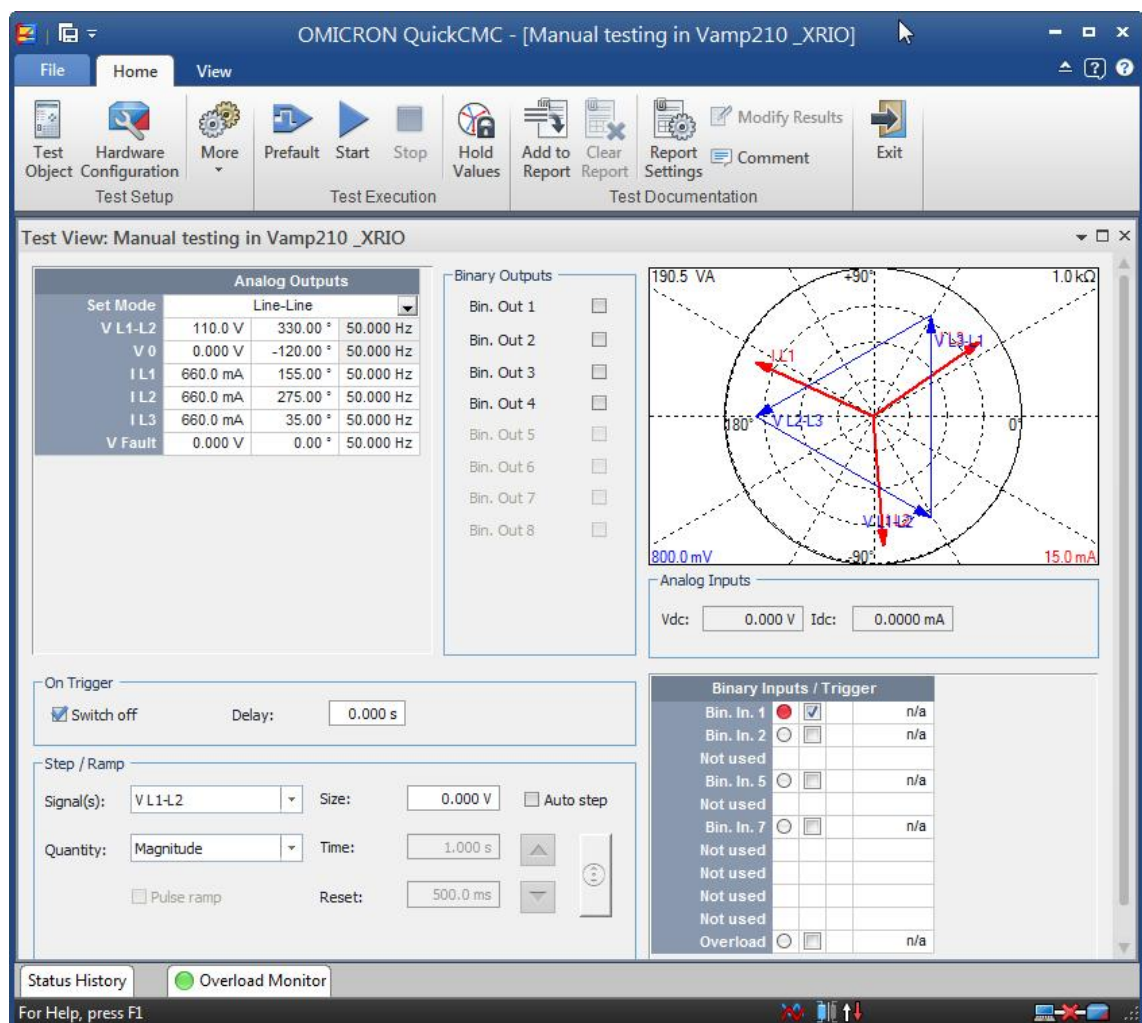 OMICRON QuickCMC - [Manual testing in Vamp210 _XRIO]
File Home View
Test Object
Hardware Configuration
More
Prefault
Start
Stop
Hold Values
Add to Report
Clear Report
Report Settings
Modify Results
Comment
Exit
Test Setup
Test Execution
Test Documentation
Test View: Manual testing in Vamp210 _XRIO
Analog Outputs
Set Mode Line-Line
V L1-L2 110.0 V 330.00 ° 50.000 Hz
V 0 0.000 V -120.00 ° 50.000 Hz
I L1 660.0 mA 155.00 ° 50.000 Hz
I L2 660.0 mA 275.00 ° 50.000 Hz
I L3 660.0 mA 35.00 ° 50.000 Hz
V Fault 0.000 V 0.00 ° 50.000 Hz
Binary Outputs
Bin. Out 1
Bin. Out 2
Bin. Out 3
Bin. Out 4
Bin. Out 5
Bin. Out 6
Bin. Out 7
Bin. Out 8
190.5 VA +90° 1.0 kΩ
V L3-L1
I L1
180° V L2-L3 0°
V L1-L2
800.0 mV -90° 15.0 mA
Analog Inputs
Vdc: 0.000 V Idc: 0.0000 mA
On Trigger
Switch off Delay: 0.000 s
Step / Ramp
Signal(s): V L1-L2 Size: 0.000 V Auto step
Quantity: Magnitude Time: 1.000 s
Pulse ramp Reset: 500.0 ms
Binary Inputs / Trigger
Bin. In. 1 n/a
Bin. In. 2 n/a
Not used
Bin. In. 5 n/a
Not used
Bin. In. 7 n/a
Not used
Not used
Not used
Not used
Overload n/a
Status History Overload Monitor
For Help, press F1